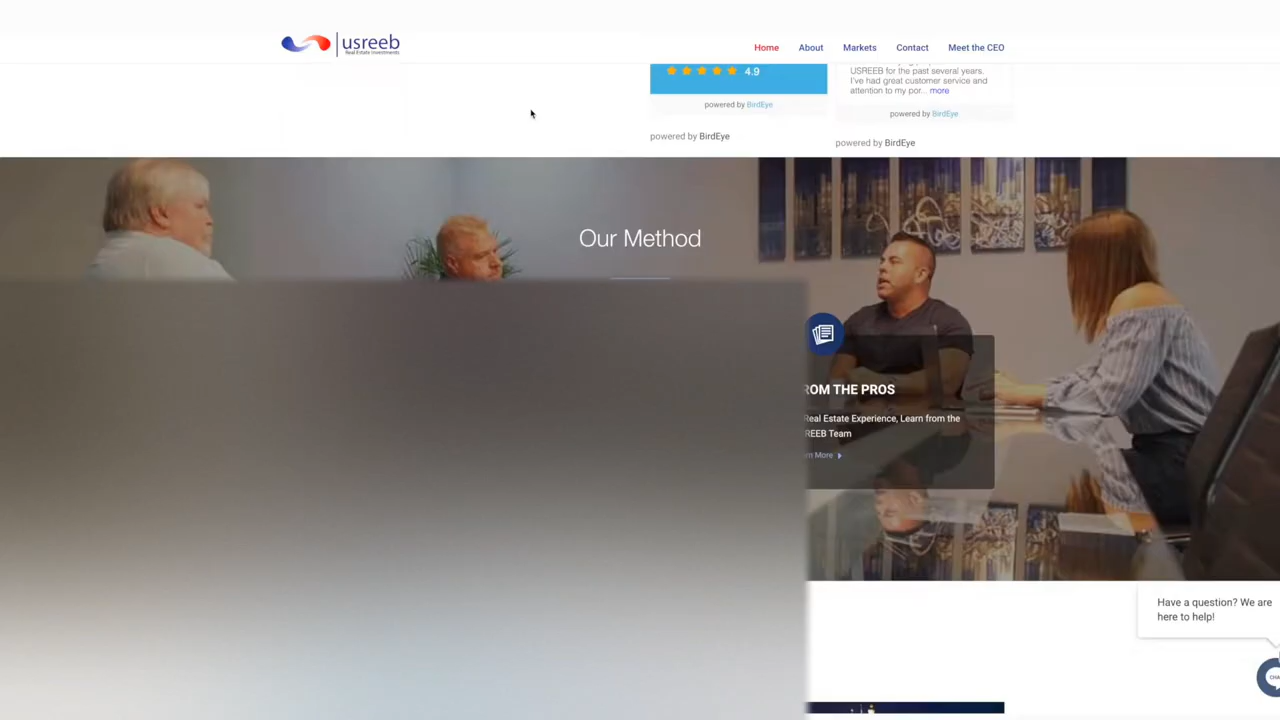 usreeb
Real Estate Investments
Home About Markets Contact Meet the CEO
4.9
powered by BirdEye
powered by BirdEye
USREEB for the past several years.
I've had great customer service and
attention to my por... more
powered by BirdEye
powered by BirdEye
Our Method
ROM THE PROS
Real Estate Experience, Learn from the
REEB Team
rn More
Have a question? We are
here to help!
CHA